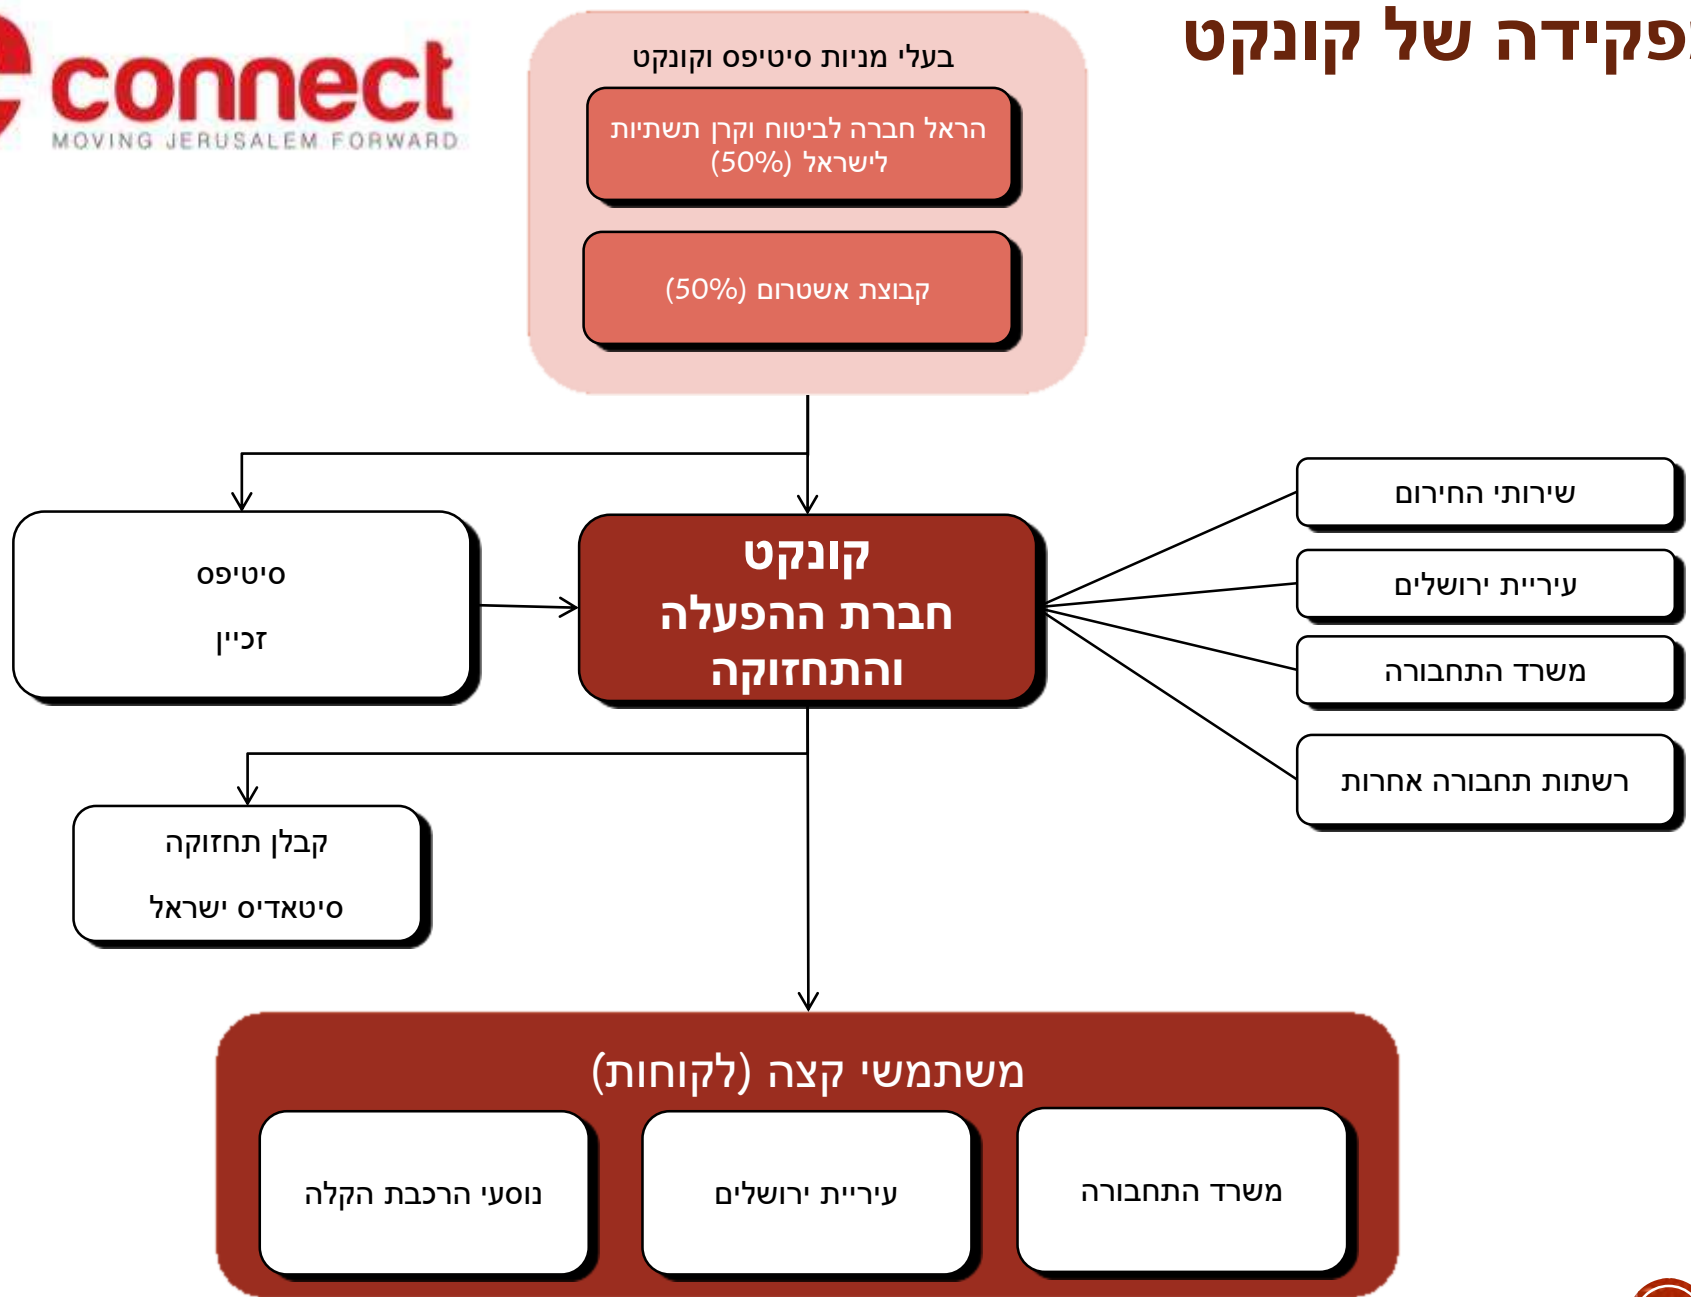 פקידה של קונקט
connect
MOVING JERUSALEM FORWARD
בעלי מניות סיטיפס וקונקט
הראל חברה לביטוח וקרן תשתיות
לישראל (50%)
קבוצת אשטרום (50%)
סיטיפס
זכיין
קונקט
חברת ההפעלה
והתחזוקה
שירותי החירום
עיריית ירושלים
משרד התחבורה
רשתות תחבורה אחרות
קבלן תחזוקה
סיטאדיס ישראל
משתמשי קצה (לקוחות)
משרד התחבורה
עיריית ירושלים
נוסעי הרכבת הקלה